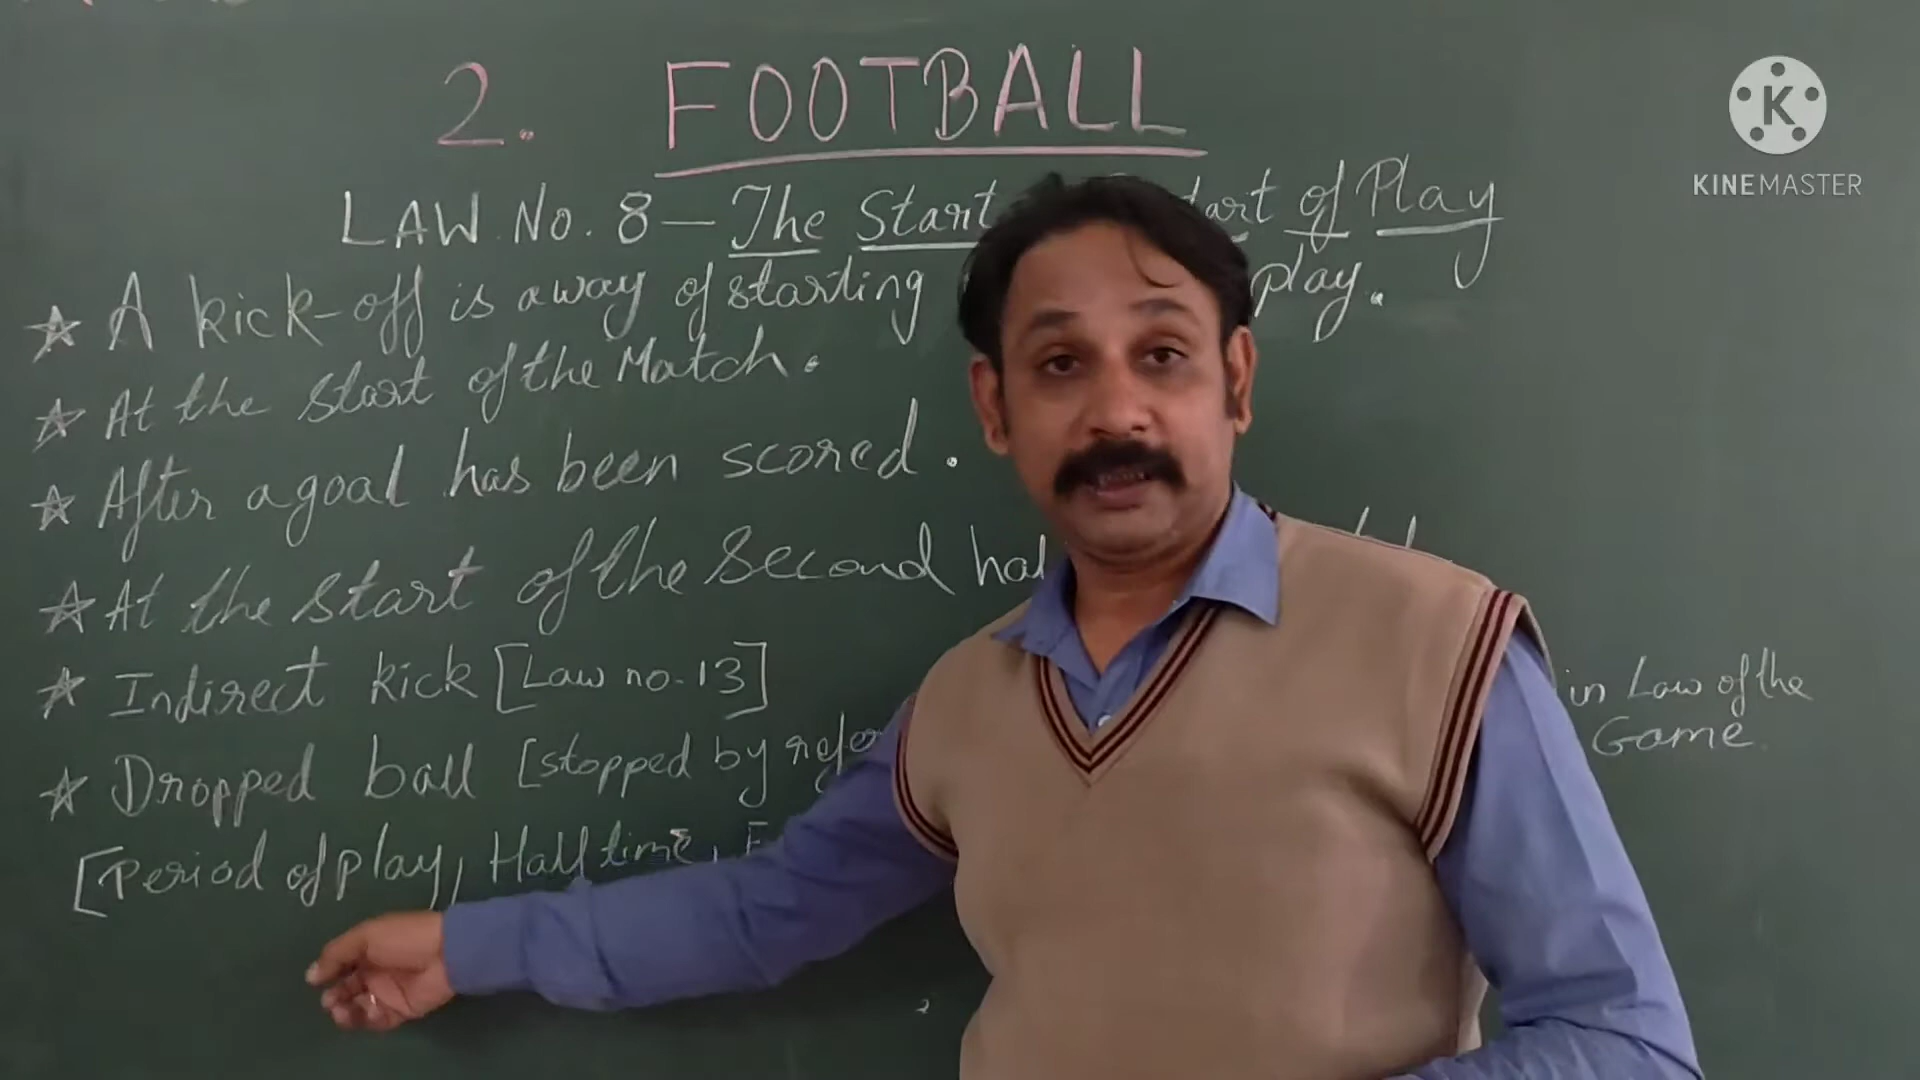 2. FOOTBALL
LAW No. 8 - The Start of Play
★ A kick-off is a way of starting play.
★ At the start of the Match.
★ After a goal has been scored.
★ At the start of the Second
★ Indirect kick [Law no. 13]
★ Dropped ball [stopped by in Law of the
Game
[Period of play, Half time,
K
KINEMASTER